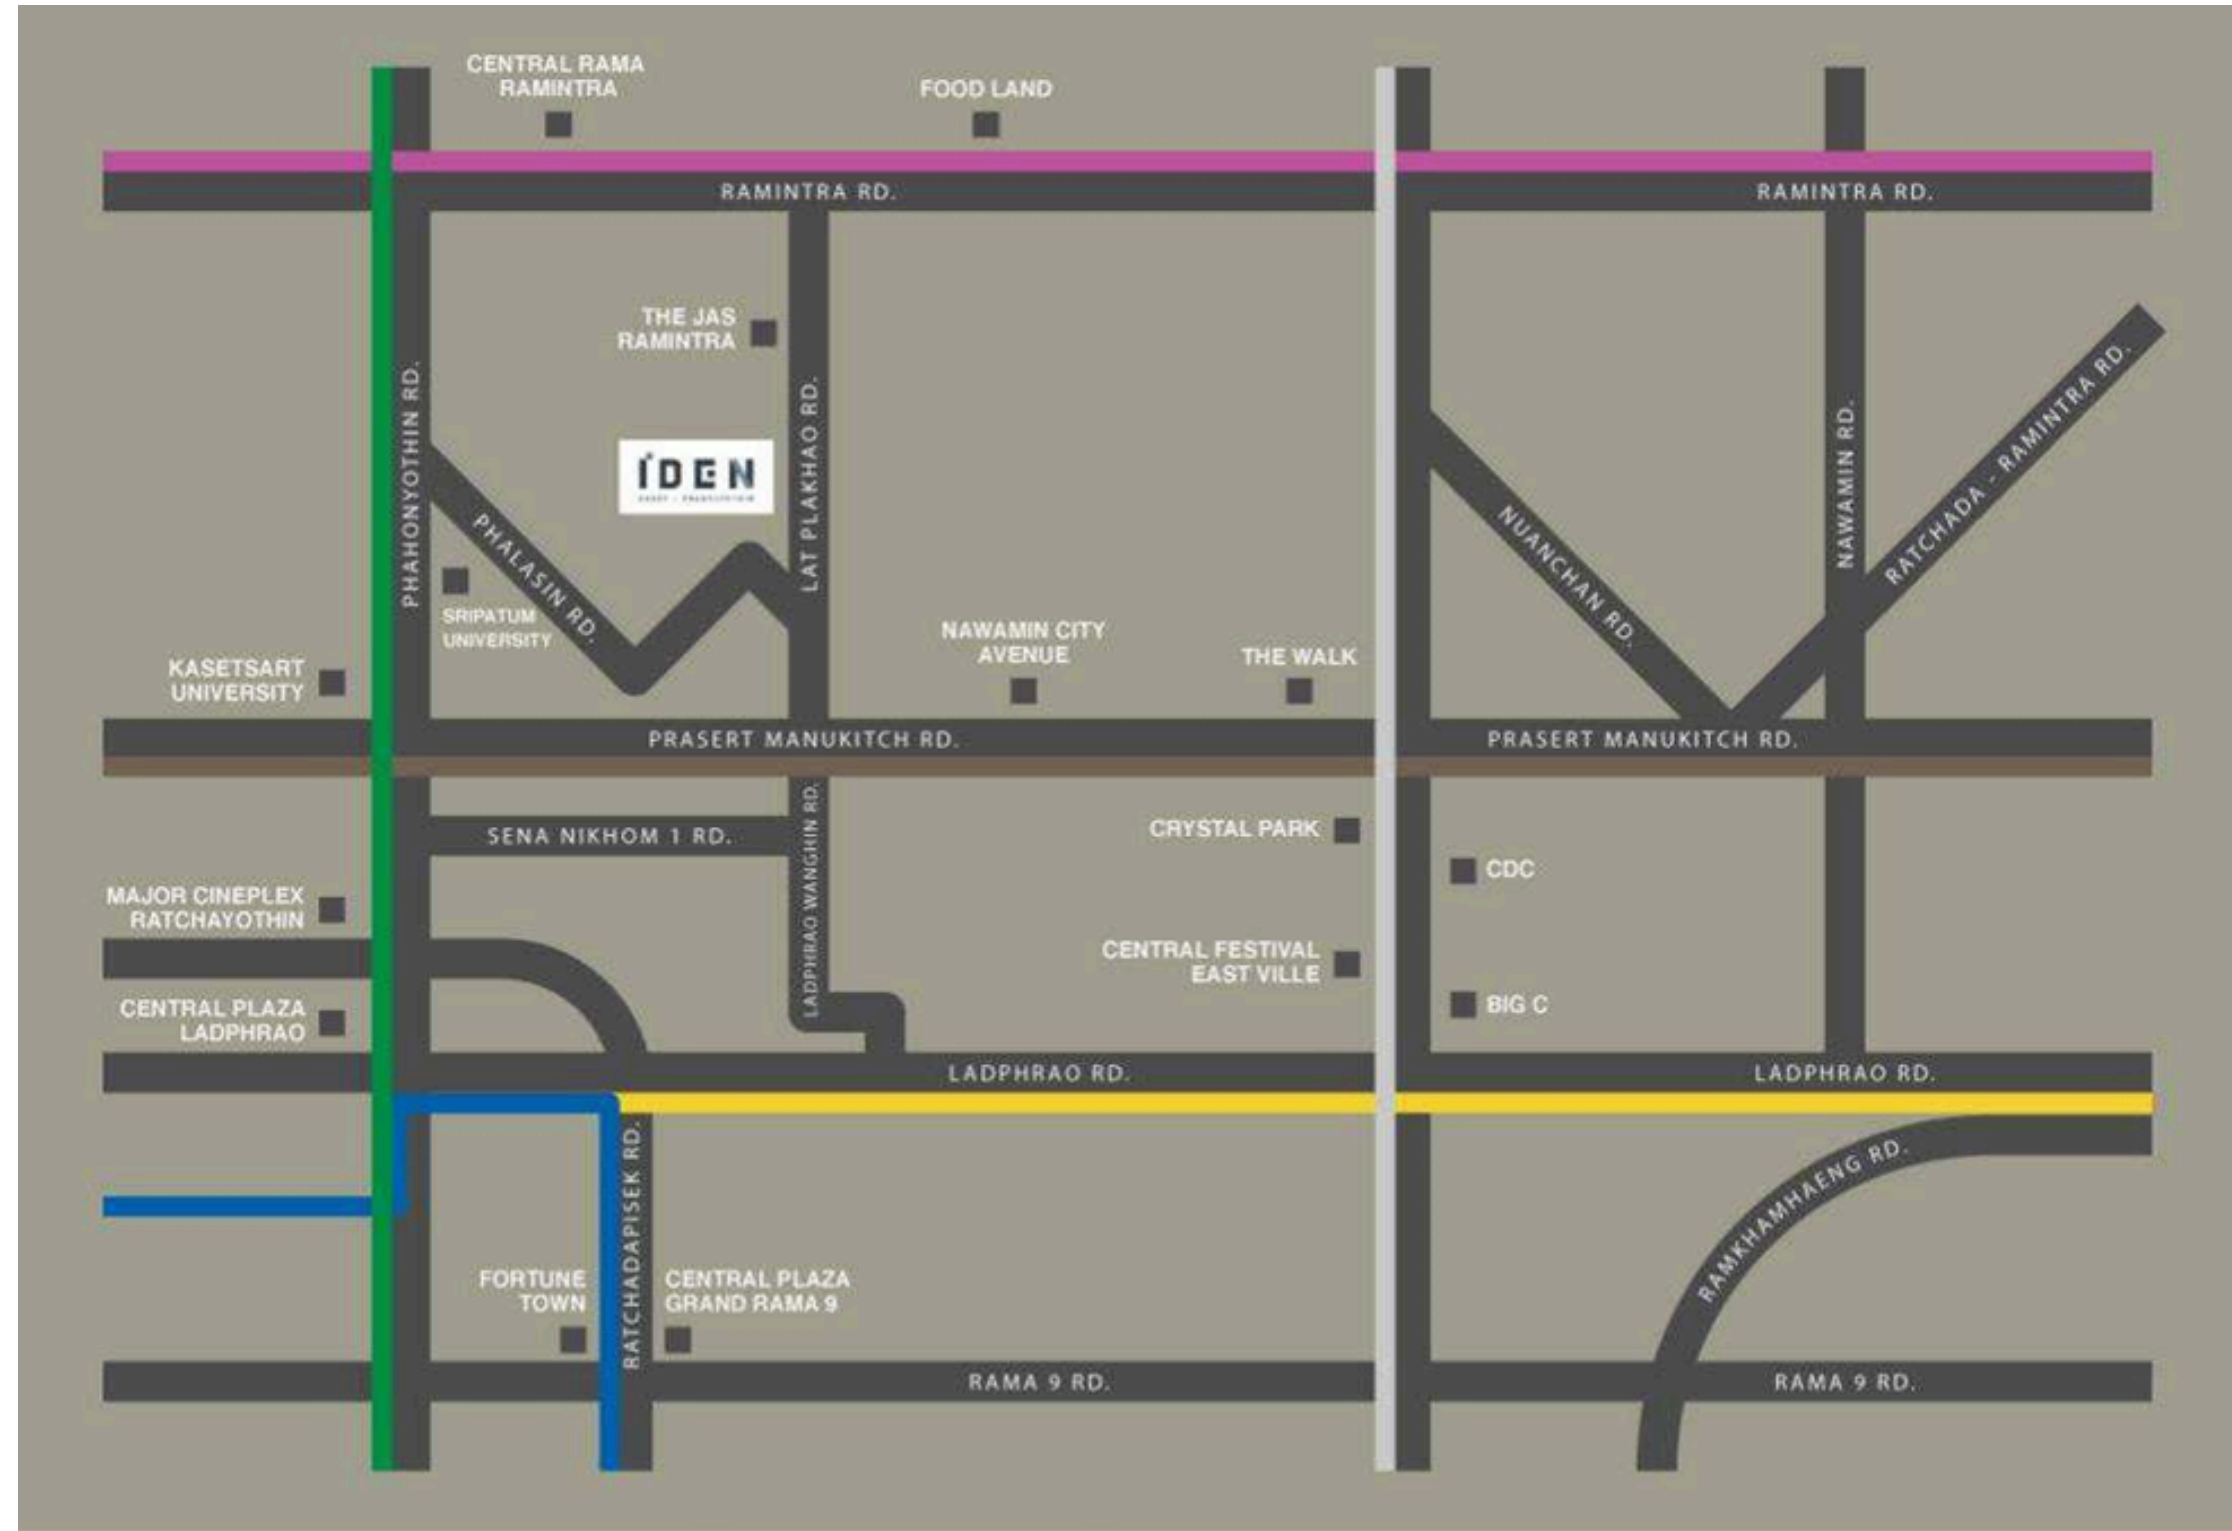 CENTRAL RAMA
RAMINTRA
FOOD LAND
RAMINTRA RD.
RAMINTRA RD.
THE JAS
RAMINTRA
PHAHONYOTHIN RD.
LAT PLAKHAO RD.
IDEN
NAWAMIN RD.
RATCHADA - RAMINTRA RD.
PHALASIN RD.
NUANCHAN RD.
SRIPATUM
UNIVERSITY
NAWAMIN CITY
AVENUE
THE WALK
KASETSART
UNIVERSITY
PRASERT MANUKITCH RD.
PRASERT MANUKITCH RD.
SENA NIKHOM 1 RD.
LADPHRAO WANGHIN RD.
CRYSTAL PARK
CDC
MAJOR CINEPLEX
RATCHAYOTHIN
CENTRAL FESTIVAL
EAST VILLE
BIG C
CENTRAL PLAZA
LADPHRAO
LADPHRAO RD.
LADPHRAO RD.
RATCHADAPISEK RD.
RAMKHAMHAENG RD.
FORTUNE
TOWN
CENTRAL PLAZA
GRAND RAMA 9
RAMA 9 RD.
RAMA 9 RD.